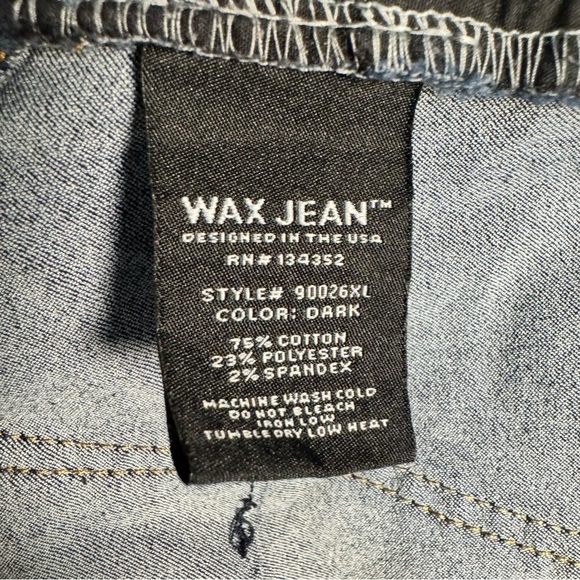 WAX JEAN™
DESIGNED IN THE USA
RN# 134352
STYLE# 90026XL
COLOR: DARK
75% COTTON
23% POLYESTER
2% SPANDEX
MACHINE WASH COLD
DO NOT BLEACH
IRON LOW
TUMBLE DRY LOW HEAT